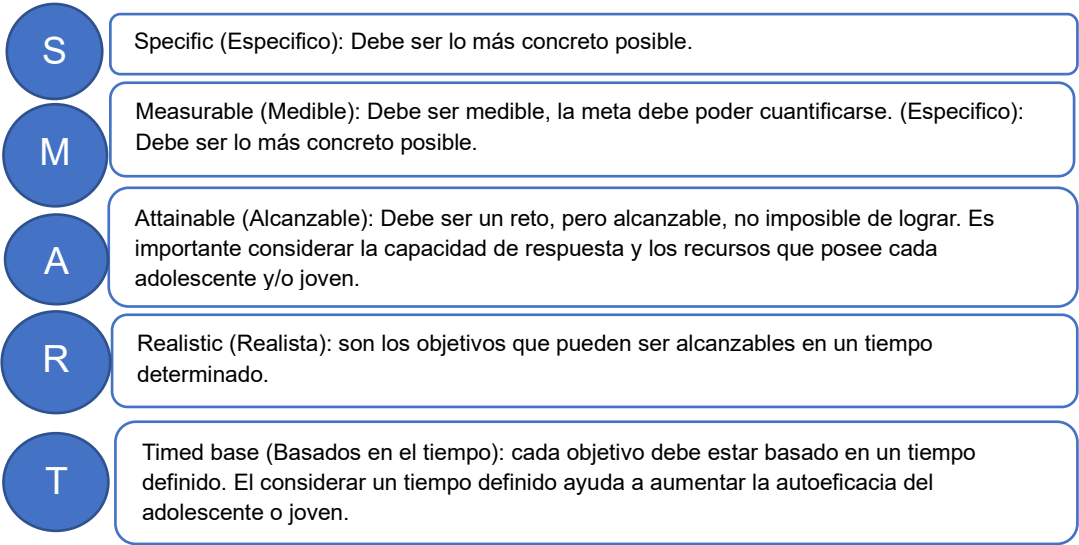 S
Specific (Especifico): Debe ser lo más concreto posible.
M
Measurable (Medible): Debe ser medible, la meta debe poder cuantificarse. (Especifico):
Debe ser lo más concreto posible.
A
Attainable (Alcanzable): Debe ser un reto, pero alcanzable, no imposible de lograr. Es
importante considerar la capacidad de respuesta y los recursos que posee cada
adolescente y/o joven.
R
Realistic (Realista): son los objetivos que pueden ser alcanzables en un tiempo
determinado.
T
Timed base (Basados en el tiempo): cada objetivo debe estar basado en un tiempo
definido. El considerar un tiempo definido ayuda a aumentar la autoeficacia del
adolescente o joven.